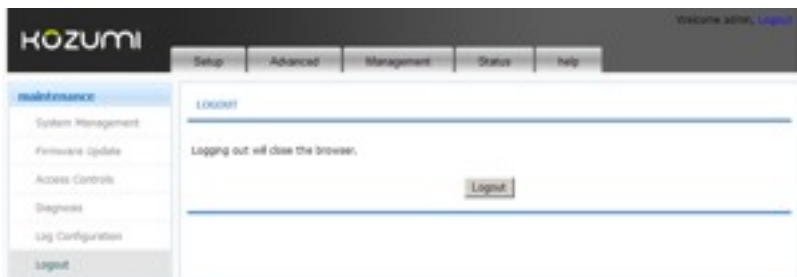 KOZUMI
Welcome admin, Logout
Setup Advanced Management Status help
maintenance
System Management
Firmware Update
Access Controls
Diagnosis
Log Configuration
Logout
LOGOUT
Logging out will close the browser.
Logout